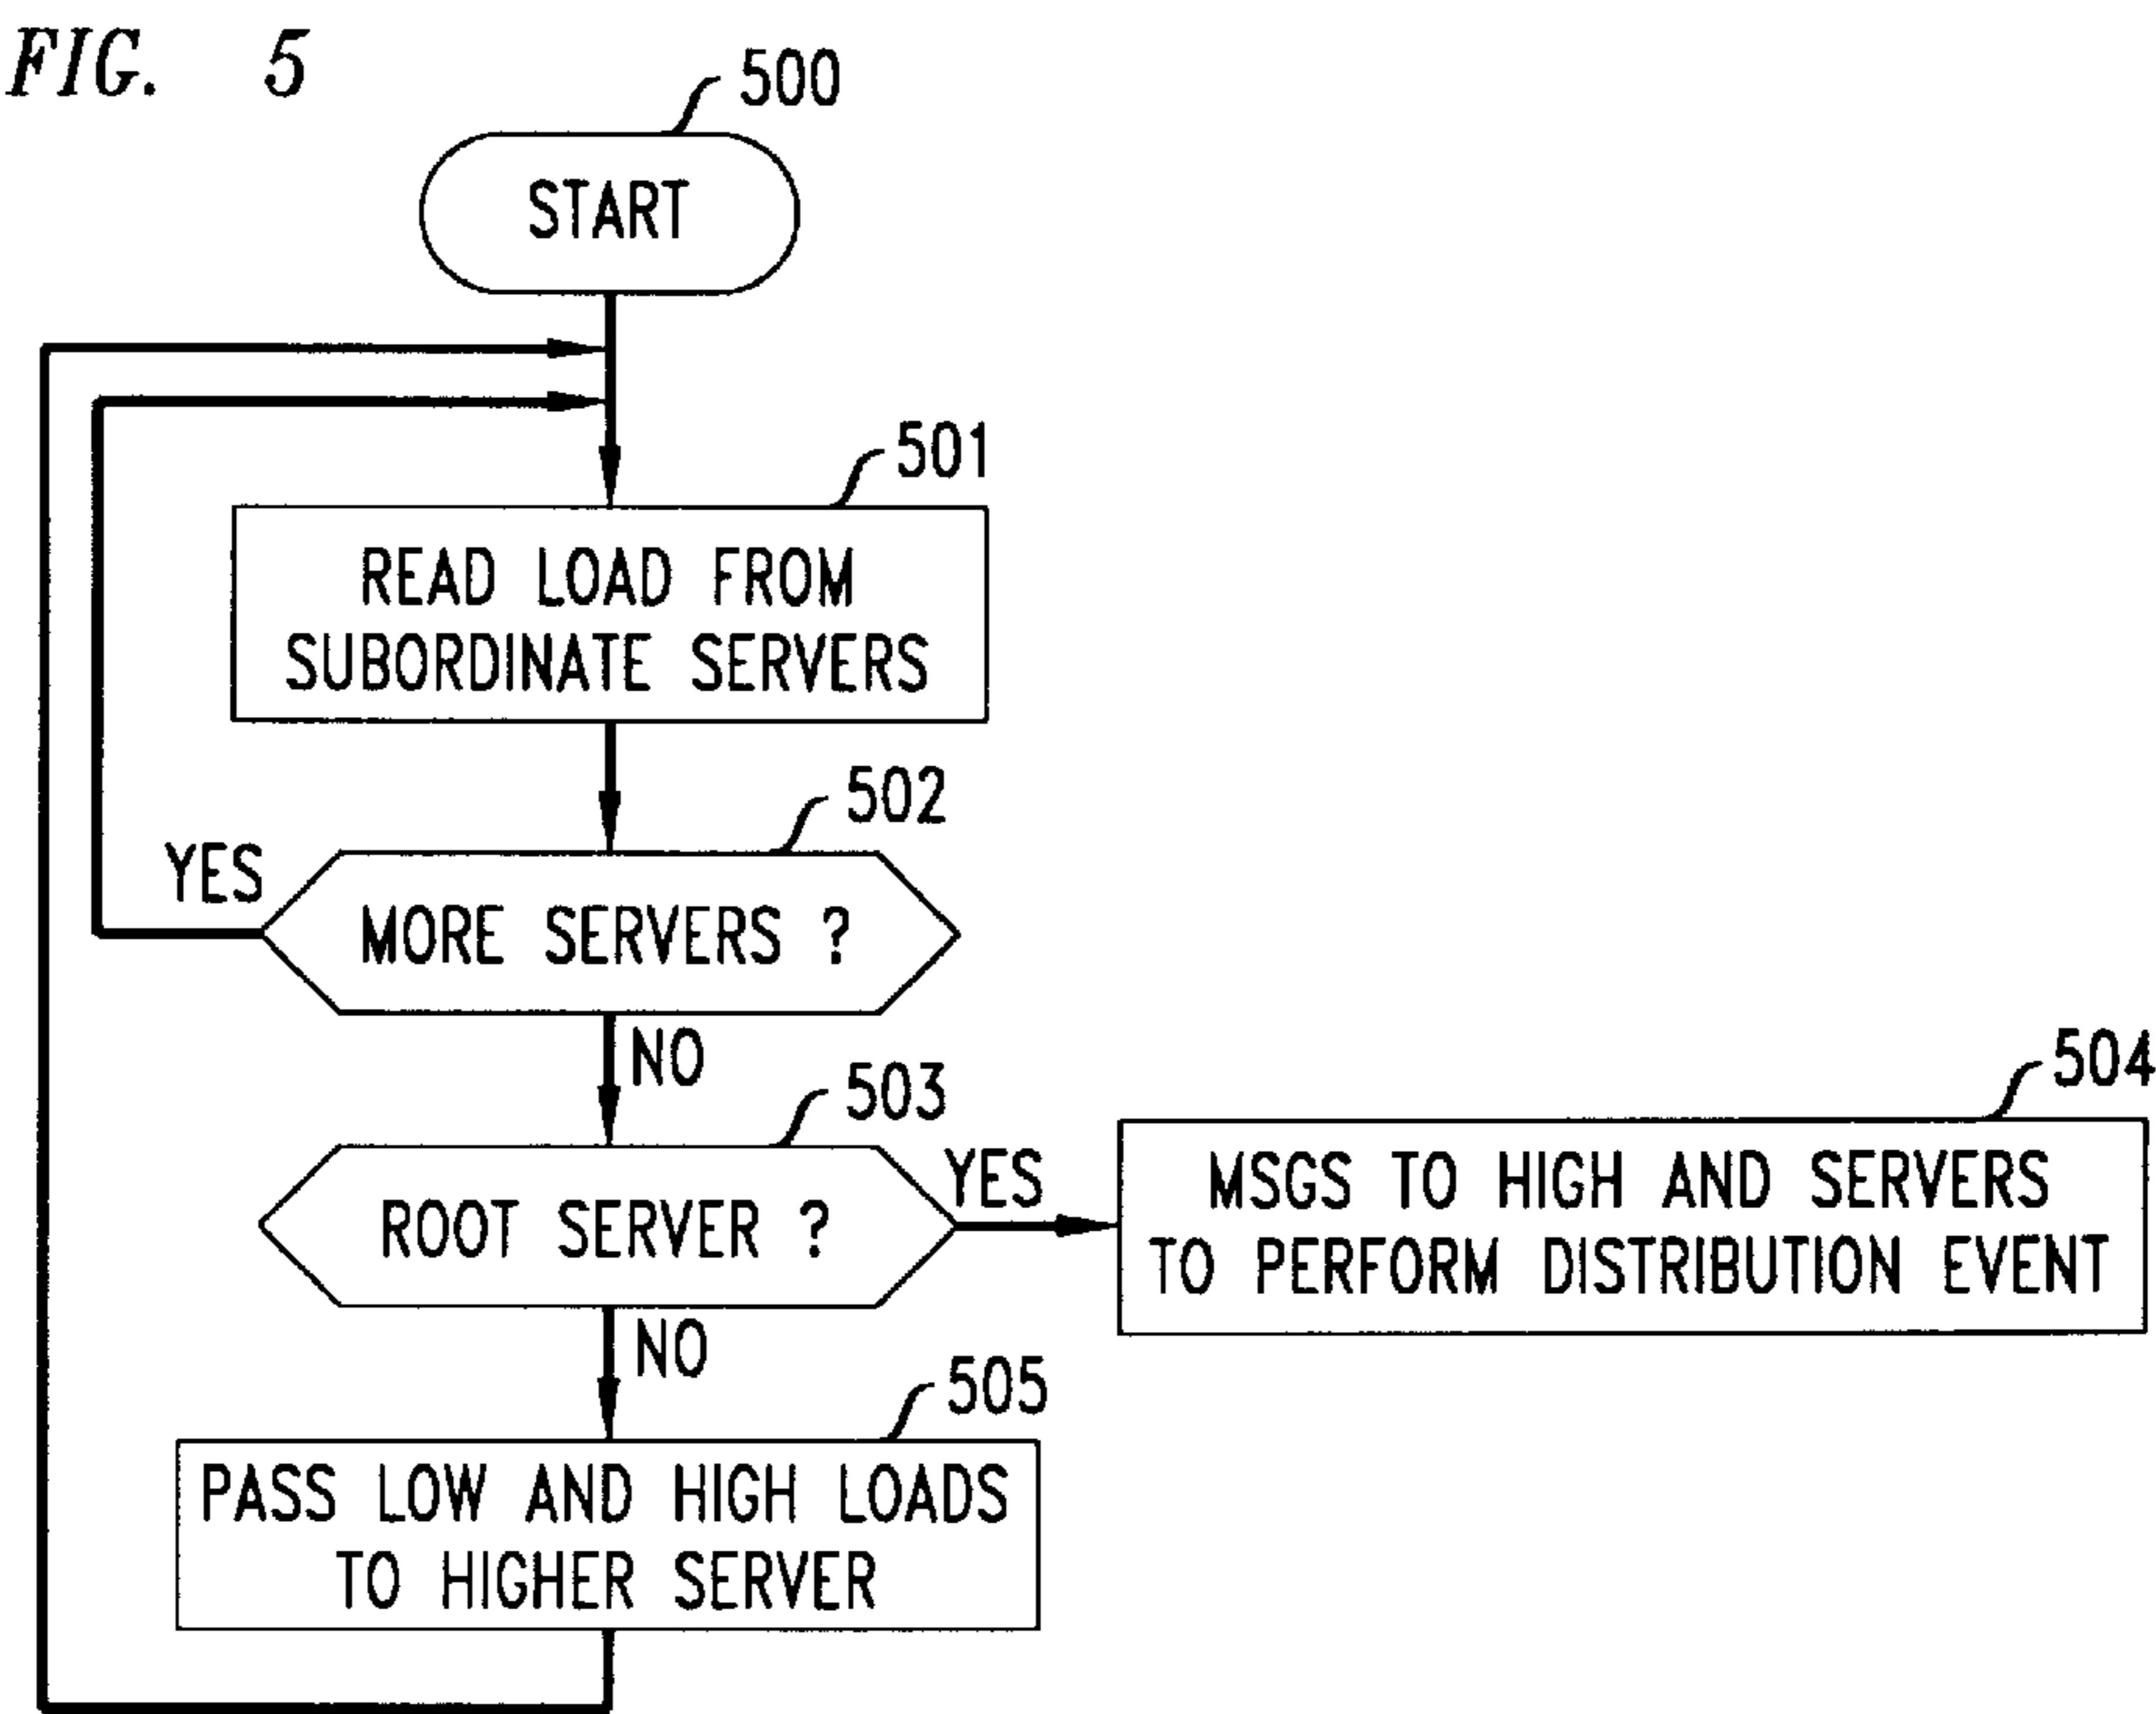 FIG. 5
500
START
501
READ LOAD FROM
SUBORDINATE SERVERS
502
YES
MORE SERVERS ?
NO
503
ROOT SERVER ?
YES
504
MSGS TO HIGH AND SERVERS
TO PERFORM DISTRIBUTION EVENT
NO
505
PASS LOW AND HIGH LOADS
TO HIGHER SERVER